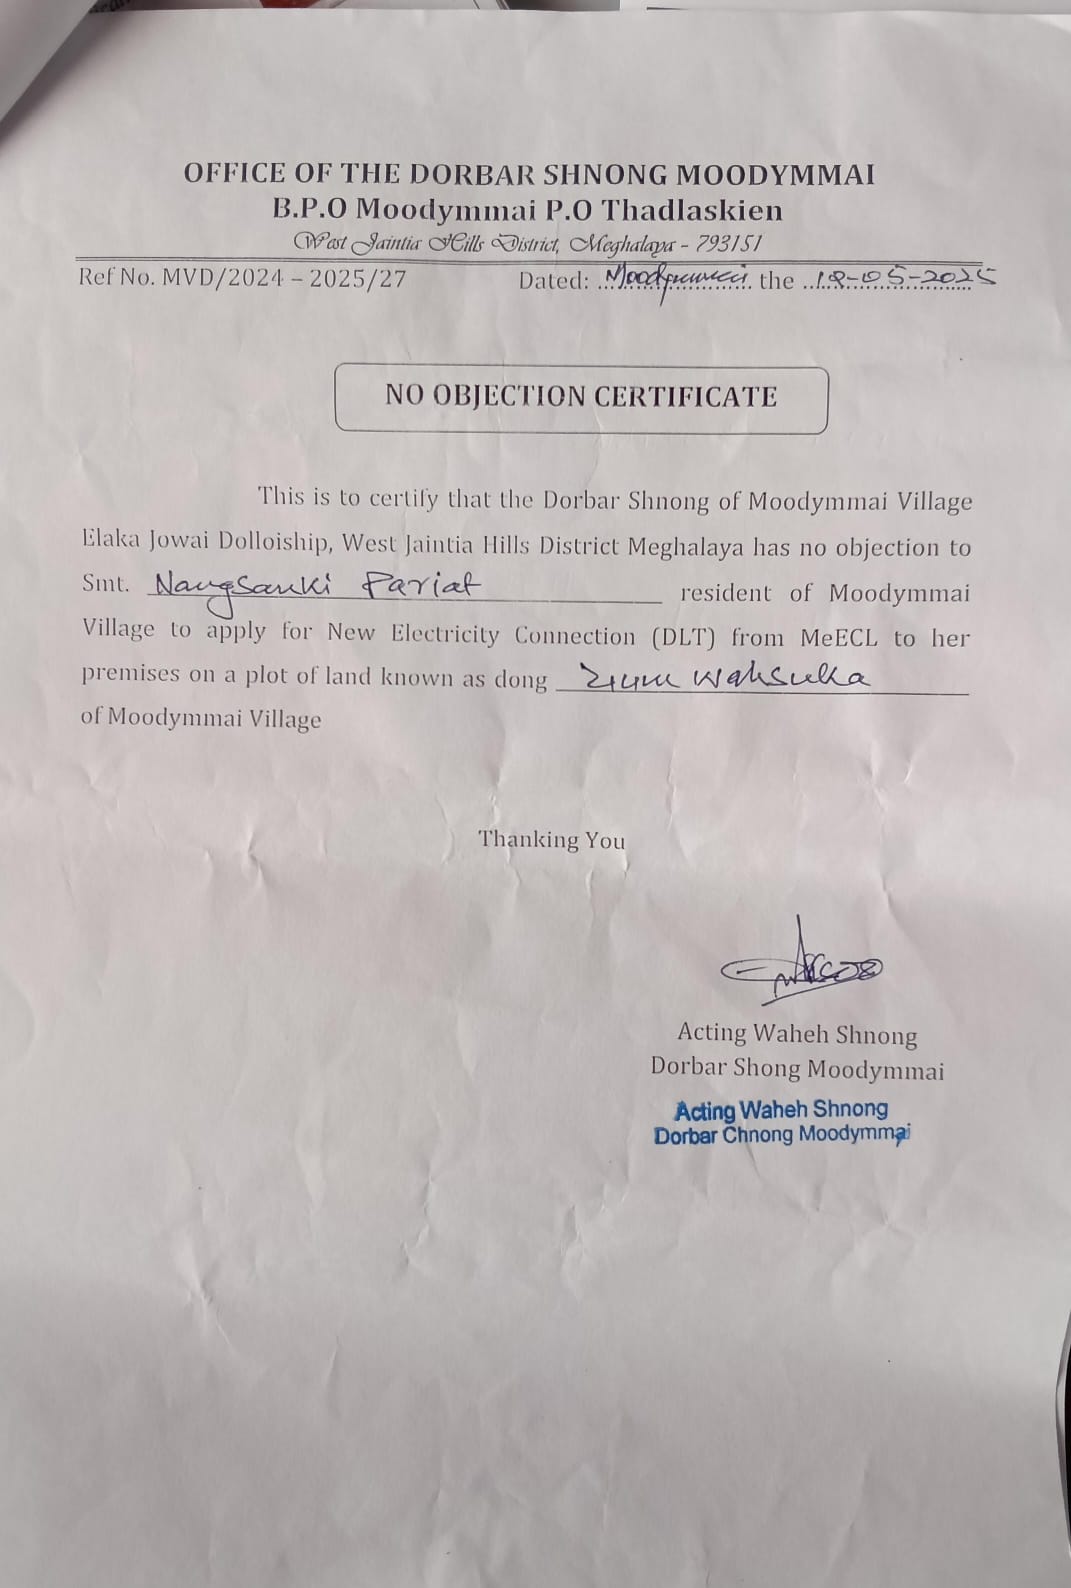 OFFICE OF THE DORBAR SHNONG MOODYMMAI
B.P.O Moodymmai P.O Thadlaskien
West Jaintia Hills District, Meghalaya - 793151
Ref No. MVD/2024 – 2025/27 Dated: Moodymmai the 18-05-2025
NO OBJECTION CERTIFICATE
This is to certify that the Dorbar Shnong of Moodymmai Village
Elaka Jowai Dolloiship, West Jaintia Hills District Meghalaya has no objection to
Smt. Nangsanki Pariat resident of Moodymmai
Village to apply for New Electricity Connection (DLT) from MeECL to her
premises on a plot of land known as dong Wahsulka
of Moodymmai Village
Thanking You
Acting Waheh Shnong
Dorbar Shong Moodymmai
Acting Waheh Shnong
Dorbar Chnong Moodymmai